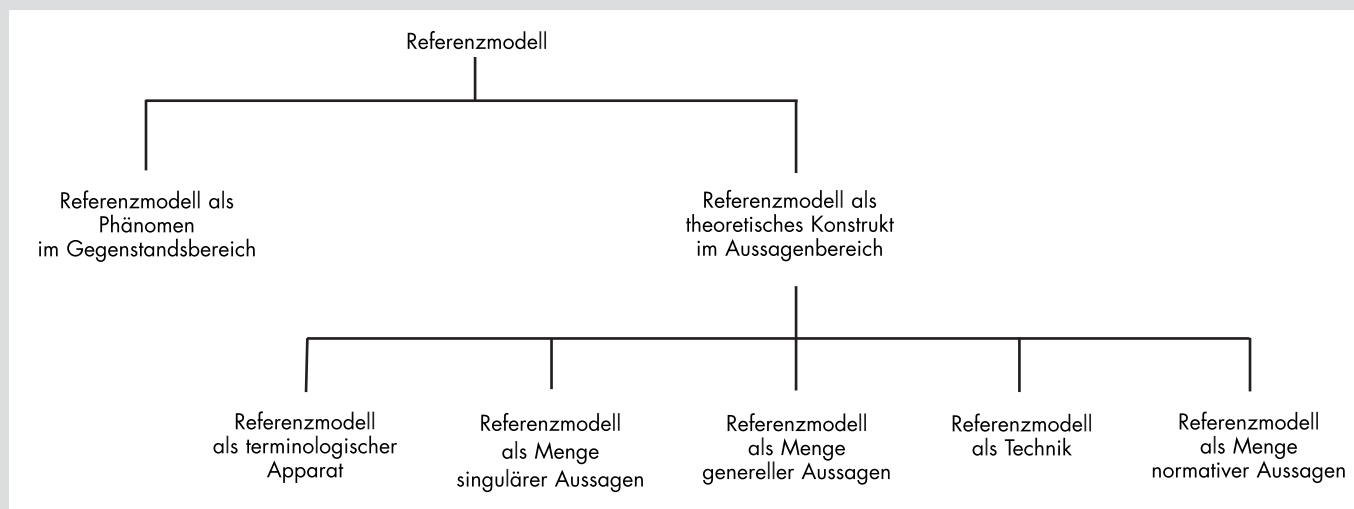 Referenzmodell
Referenzmodell als
Phänomen
im Gegenstandsbereich
Referenzmodell als
theoretisches Konstrukt
im Aussagenbereich
Referenzmodell
als terminologischer
Apparat
Referenzmodell
als Menge
singulärer Aussagen
Referenzmodell
als Menge
genereller Aussagen
Referenzmodell
als Technik
Referenzmodell
als Menge
normativer Aussagen